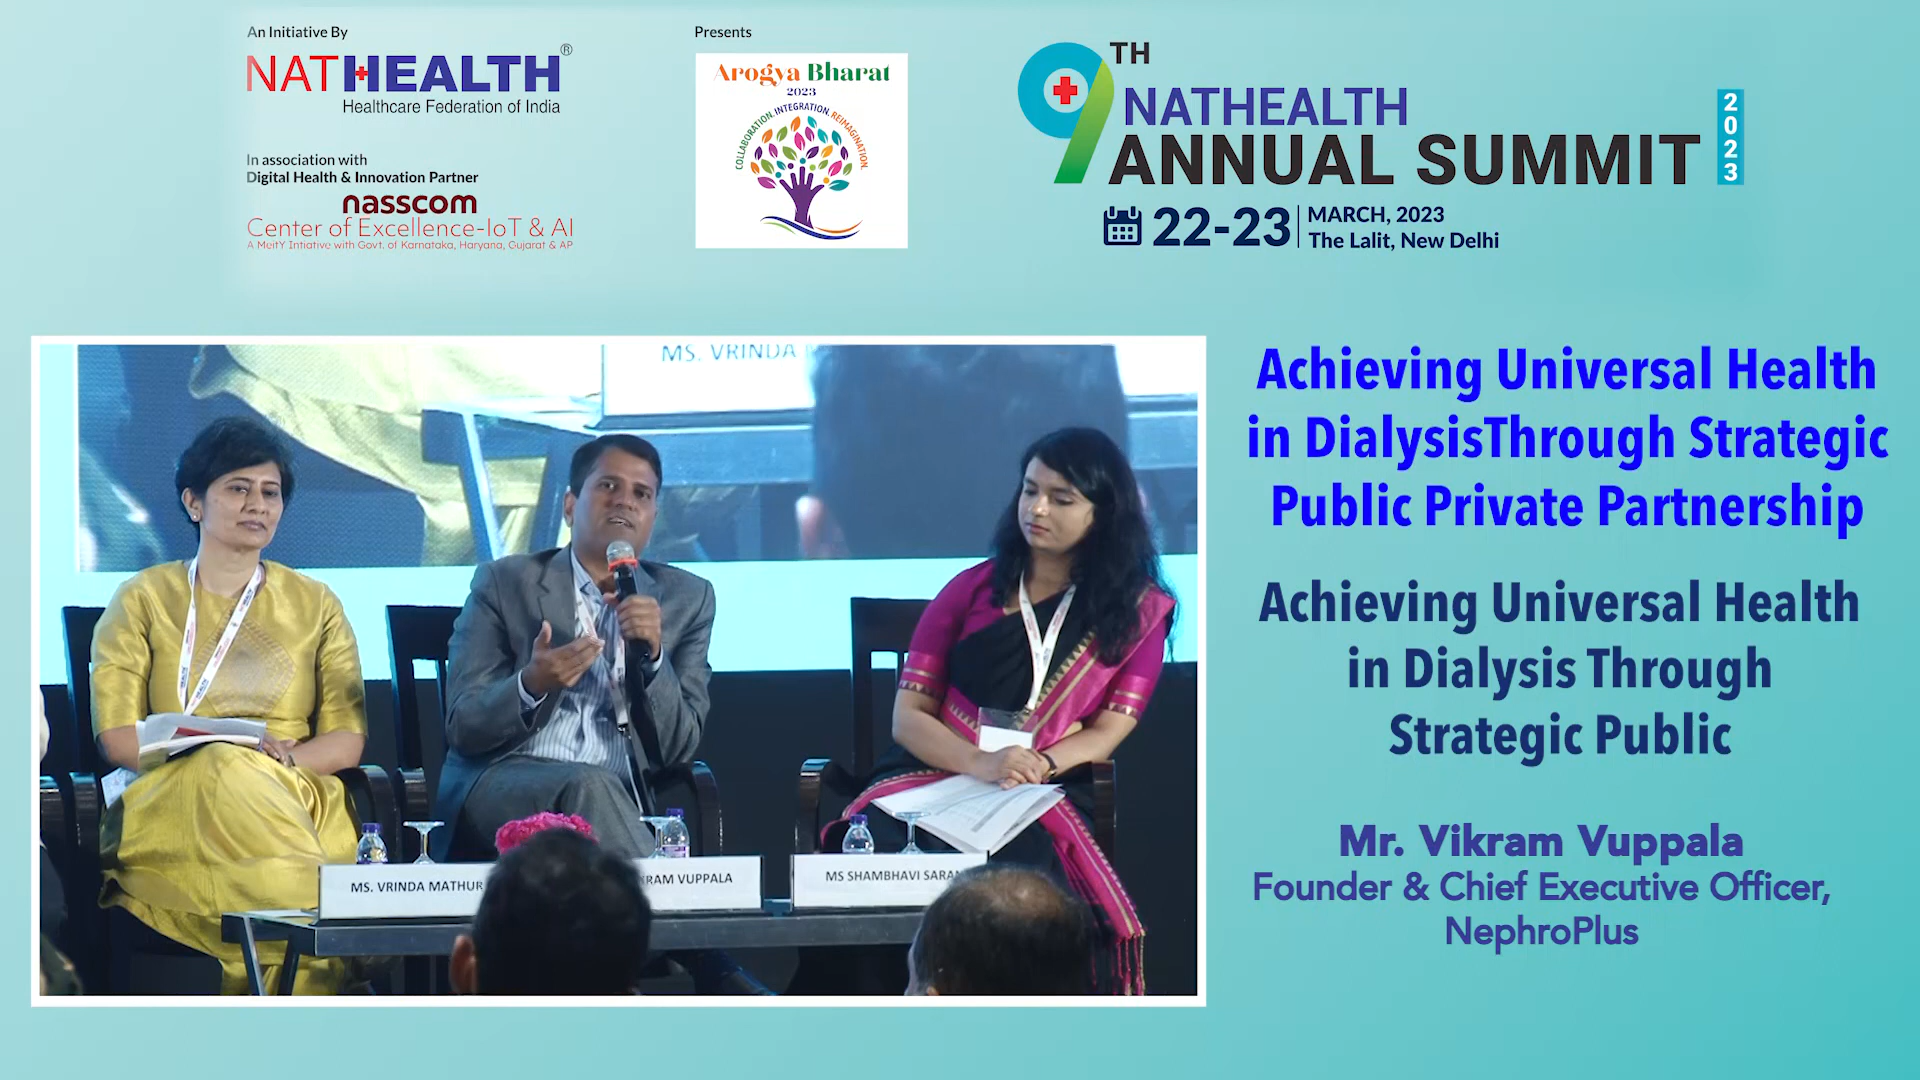 An Initiative By
NATHEALTH®
Healthcare Federation of India
In association with
Digital Health & Innovation Partner
nasscom
Center of Excellence-IoT & AI
A MeitY Initiative with Govt. of Karnataka, Haryana, Gujarat & AP
Presents
Arogya Bharat
2023
COLLABORATION. INTEGRATION. REIMAGINATION.
9TH
NATHEALTH
ANNUAL SUMMIT
2023
22-23
MARCH, 2023
The Lalit, New Delhi
MS. VRINDA
MS. VRINDA MATHUR
KRAM VUPPALA
MS SHAMBHAVI SARAN
Achieving Universal Health
in DialysisThrough Strategic
Public Private Partnership
Achieving Universal Health
in Dialysis Through
Strategic Public
Mr. Vikram Vuppala
Founder & Chief Executive Officer,
NephroPlus